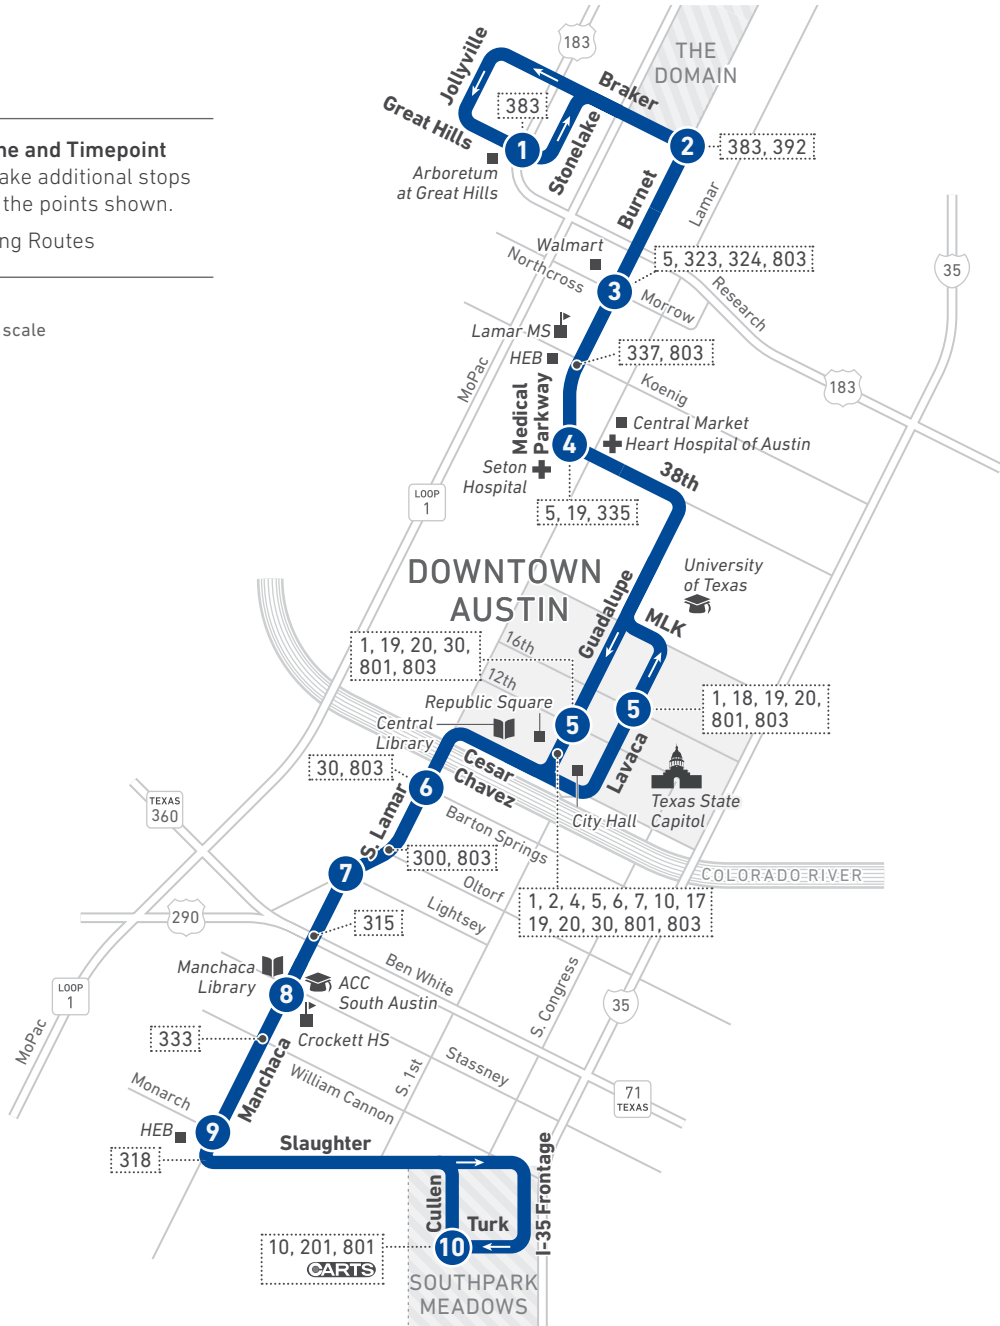 183
THE
DOMAIN
Jollyville
Braker
383
Great Hills
Stonelake
1
2
383, 392
ne and Timepoint
ake additional stops
the points shown.
ng Routes
scale
Arboretum
at Great Hills
Burnet
Lamar
Walmart
Northcross
5, 323, 324, 803
35
3
Morrow
Research
Lamar MS
HEB
337, 803
MoPac
Koenig
183
Medical
Parkway
Central Market
4
Heart Hospital of Austin
Seton
Hospital
38th
LOOP
1
5, 19, 335
DOWNTOWN
AUSTIN
University
of Texas
Guadalupe
MLK
16th
1, 19, 20, 30,
801, 803
12th
Republic Square
5
5
1, 18, 19, 20,
801, 803
Central
Library
Lavaca
Cesar
Chavez
30, 803
6
City Hall
Texas State
Capitol
TEXAS
360
S. Lamar
Barton Springs
300, 803
7
COLORADO RIVER
Oltorf
1, 2, 4, 5, 6, 7, 10, 17
19, 20, 30, 801, 803
290
315
Lightsey
Manchaca
Library
Ben White
ACC
South Austin
LOOP
1
8
S. Congress
35
Crockett HS
333
MoPac
Manchaca
Stassney
S. 1st
William Cannon
Monarch
71
TEXAS
9
HEB
Slaughter
318
I-35 Frontage
Cullen
Turk
10, 201, 801
CARTS
10
SOUTHPARK
MEADOWS